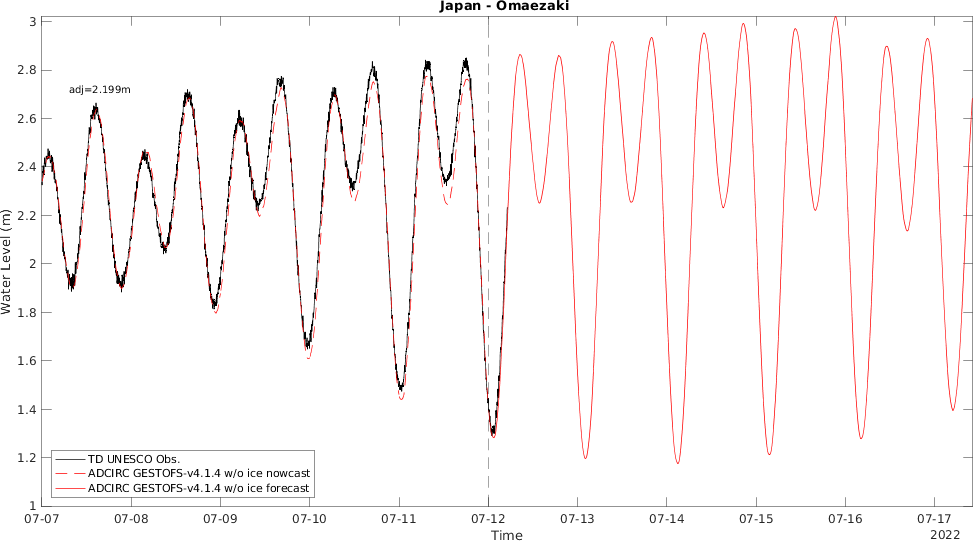 Japan - Omaezaki
3
2.8
2.6
2.4
2.2
2
1.8
1.6
1.4
1.2
1
Water Level (m)
adj=2.199m
TD UNESCO Obs.
ADCIRC GESTOFS-v4.1.4 w/o ice nowcast
ADCIRC GESTOFS-v4.1.4 w/o ice forecast
07-07 07-08 07-09 07-10 07-11 07-12 07-13 07-14 07-15 07-16 07-17
Time
2022